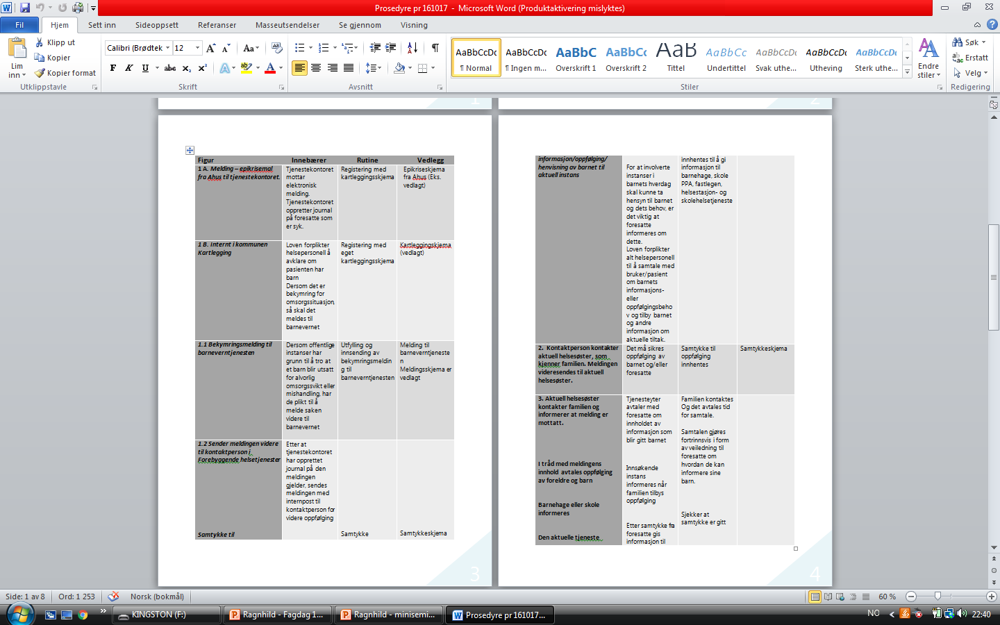 Prosedyre pr 161017 - Microsoft Word (Produktaktivering mislyktes)
Fil Hjem Sett inn Sideoppsett Referanser Masseutsendelser Se gjennom Visning
Lim inn
Klipp ut
Kopier
Kopier format
Utklippstavle
Calibri (Brødtek 12
F K U abc x₂ x²
Skrift
Avsnitt
AaBbCcDc AaBbCcDc AaBbC AaBbCc AaB AaBbCc AaBbCcDc AaBbCcDc AaBbCcDc
¶ Normal ¶ Ingen m... Overskrift 1 Overskrift 2 Tittel Undertittel Svak uthe... Utheving Sterk uthe...
Stiler
Endre stiler
Søk
Erstatt
Velg
Redigering
1
2
Figur Innebærer Rutine Vedlegg
1 A. Melding – epikrisemal
fra Ahus til tjenestekontoret.
Tjenestekontoret
mottar
elektronisk
melding.
Tjenestekontoret
oppretter journal
på foresatte som
er syk.
Registering med
kartleggingsskjema
Epikriseskjema
fra Ahus (Eks.
vedlagt)
1 B. Internt i kommunen
Kartlegging
Loven forplikter
helsepersonell å
avklare om
pasienten har
barn
Dersom det er
bekymring for
omsorgssituasjon,
så skal det
meldes til
barnevernet
Registering med
eget
kartleggingsskjema
Kartleggingskjema
(vedlagt)
1.1 Bekymringsmelding til
barneverntjenesten
Dersom offentlige
instanser har
grunn til å tro at
et barn blir utsatt
for alvorlig
omsorgssvikt eller
mishandling, har
de plikt til å
melde saken
videre til
barnevernet
Utfylling og
innsending av
bekymringsmeldin
g til
barneverntjenesten
Melding til
barneverntjeneste
n
Meldingsskjema er
vedlagt
1.2 Sender meldingen videre
til kontaktperson i
Forebyggende helsetjenester
Etter at
tjenestekontoret
har opprettet
journal på den
meldingen
gjelder, sendes
meldingen med
internpost til
kontaktperson for
videre oppfølging
Samtykke til
Samtykke
Samtykkeskjema
3
informasjon/oppfølging/
henvisning av barnet til
aktuell instans
For at involverte
instanser i
barnets hverdag
skal kunne ta
hensyn til barnet
og dets behov, er
det viktig at
foresatte
informeres om
dette.
Loven forplikter
alt helsepersonell
til å samtale med
bruker/pasient
om barnets
informasjons-
eller
oppfølgingsbeho
v og tilby barnet
og andre
informasjon om
aktuelle tiltak.
innhentes til å gi
informasjon til
barnehage, skole
PPA, fastlegen,
helsestasjon- og
skolehelsetjeneste
2. Kontaktperson kontakter
aktuell helsesøster, som
kjenner familien. Meldingen
videresendes til aktuell
helsesøster.
Det må sikres
oppfølging av
barnet og/eller
foresatte
Samtykke til
oppfølging
innhentes
Samtykkeskjema
3. Aktuell helsesøster
kontakter familien og
informerer at melding er
mottatt.
I tråd med meldingens
innhold avtales oppfølging
av foreldre og barn
Barnehage eller skole
informeres
Den aktuelle tjeneste
Tjenesteyter
avtaler med
foresatte om
innholdet av
informasjon som
blir gitt barnet
Innsøkende
instans
informeres når
familien tilbys
oppfølging
Etter samtykke fra
foresatte gis
informasjon til
Familien kontaktes
Og det avtales tid
for samtale.
Samtalen gjøres
fortrinnsvis i form
av veiledning til
foresatte om
hvordan de kan
informere sine
barn.
Sjekker at
samtykke er gitt
4
Side: 1 av 8 Ord: 1 253 Norsk (bokmål) 60 %
KINGSTON (F:) Ragnhild - Fagdag 1... Ragnhild - minisemi... Prosedyre pr 161017... NO 22:40